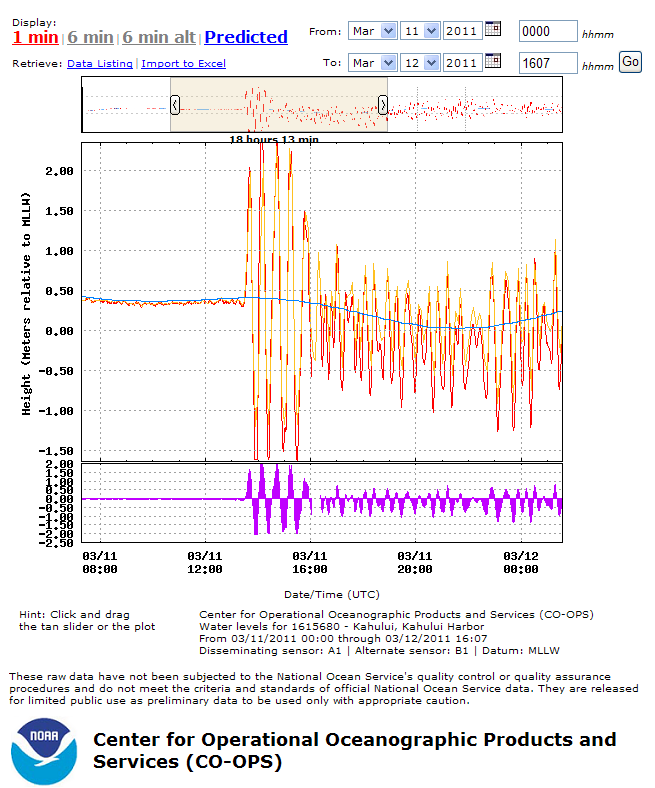 Display:
1 min | 6 min | 6 min alt | Predicted
From: Mar 11 2011 0000 hhmm
Retrieve: Data Listing | Import to Excel
To: Mar 12 2011 1607 hhmm Go
18 hours 13 min
Height (Meters relative to MLLW)
2.00
1.50
1.00
0.50
0.00
-0.50
-1.00
-1.50
2.00
1.50
1.00
0.50
0.00
-0.50
-1.00
-1.50
-2.00
-2.50
03/11 03/11 03/11 03/11 03/12
08:00 12:00 16:00 20:00 00:00
Date/Time (UTC)
Hint: Click and drag
the tan slider or the plot
Center for Operational Oceanographic Products and Services (CO-OPS)
Water levels for 1615680 - Kahului, Kahului Harbor
From 03/11/2011 00:00 through 03/12/2011 16:07
Disseminating sensor: A1 | Alternate sensor: B1 | Datum: MLLW
These raw data have not been subjected to the National Ocean Service's quality control or quality assurance
procedures and do not meet the criteria and standards of official National Ocean Service data. They are released
for limited public use as preliminary data to be used only with appropriate caution.
NOAA
Center for Operational Oceanographic Products and
Services (CO-OPS)